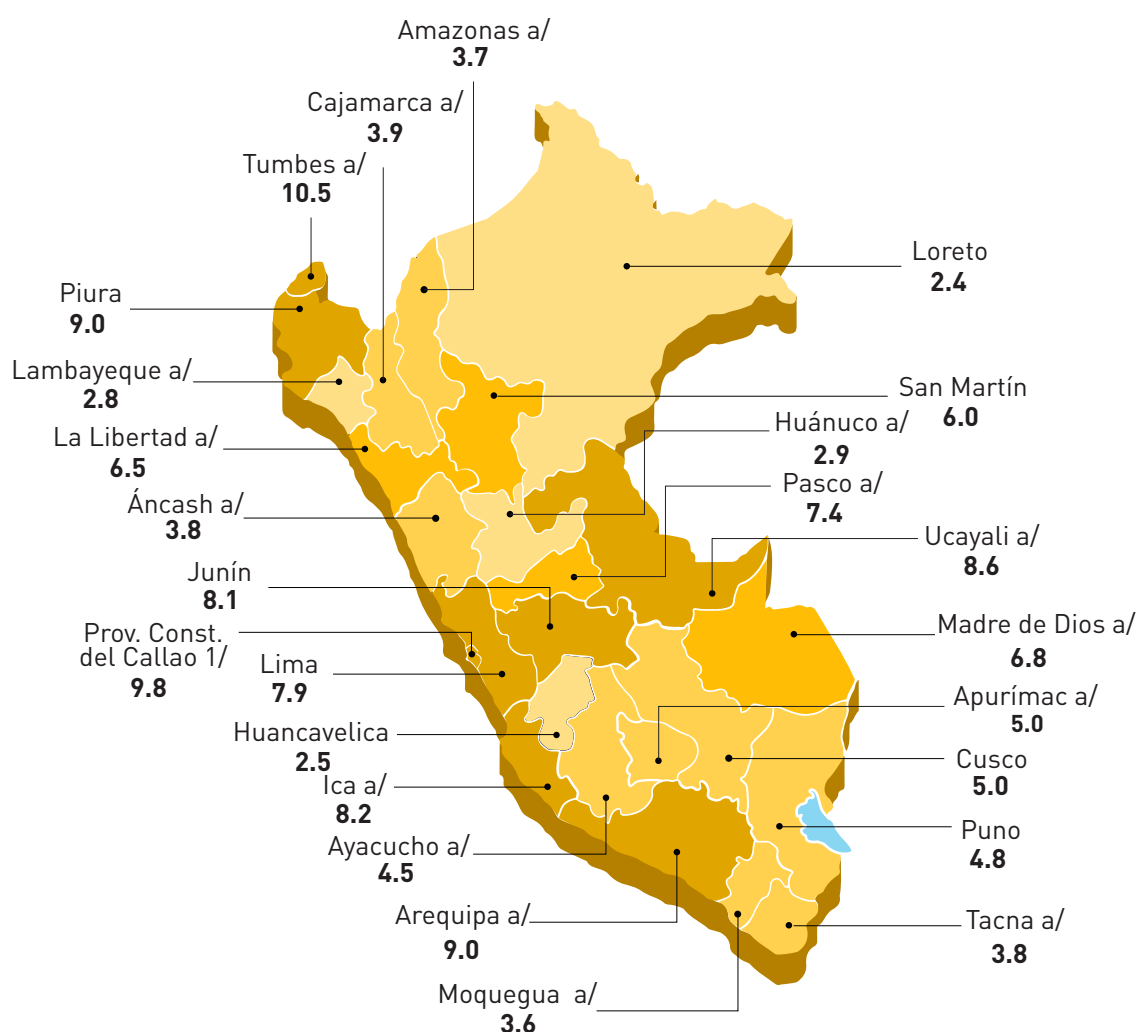 Amazonas a/
3.7
Cajamarca a/
3.9
Tumbes a/
10.5
Loreto
2.4
Piura
9.0
Lambayeque a/
2.8
San Martín
6.0
La Libertad a/
6.5
Huánuco a/
2.9
Pasco a/
7.4
Áncash a/
3.8
Ucayali a/
8.6
Junín
8.1
Prov. Const.
del Callao 1/
9.8
Madre de Dios a/
6.8
Lima
7.9
Apurímac a/
5.0
Huancavelica
2.5
Cusco
5.0
Ica a/
8.2
Puno
4.8
Ayacucho a/
4.5
Arequipa a/
9.0
Tacna a/
3.8
Moquegua a/
3.6